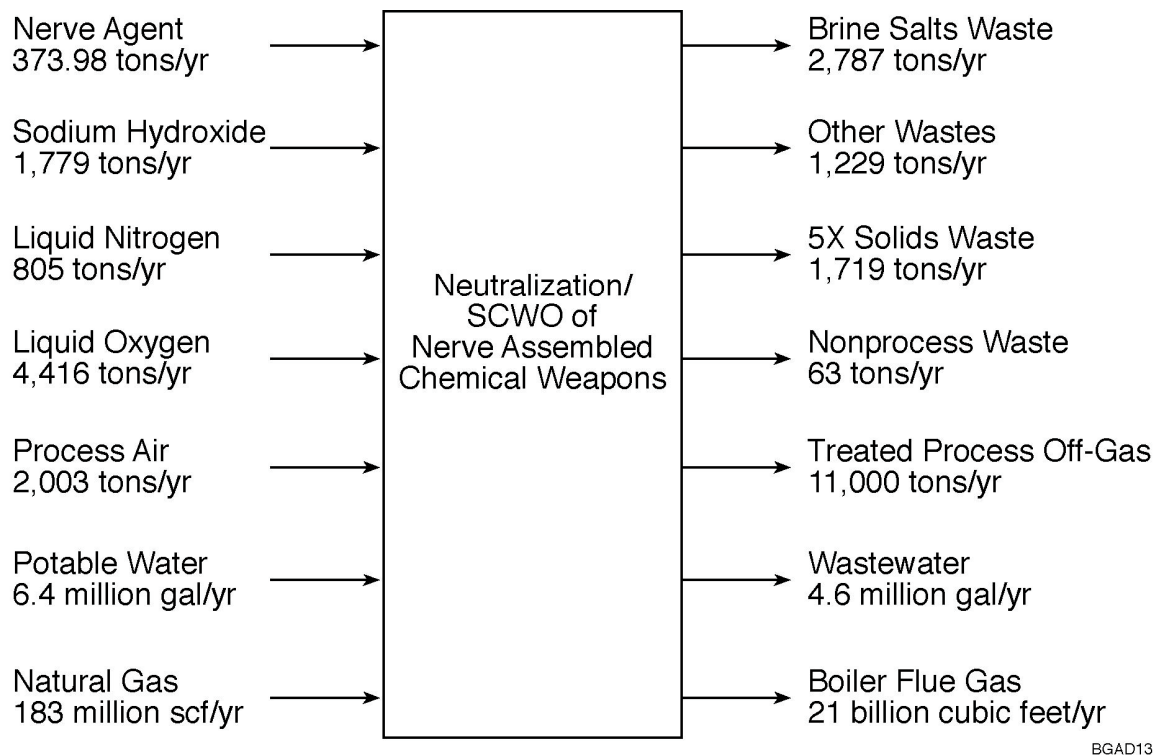 Nerve Agent
373.98 tons/yr
Sodium Hydroxide
1,779 tons/yr
Liquid Nitrogen
805 tons/yr
Liquid Oxygen
4,416 tons/yr
Process Air
2,003 tons/yr
Potable Water
6.4 million gal/yr
Natural Gas
183 million scf/yr
Neutralization/
SCWO of
Nerve Assembled
Chemical Weapons
Brine Salts Waste
2,787 tons/yr
Other Wastes
1,229 tons/yr
5X Solids Waste
1,719 tons/yr
Nonprocess Waste
63 tons/yr
Treated Process Off-Gas
11,000 tons/yr
Wastewater
4.6 million gal/yr
Boiler Flue Gas
21 billion cubic feet/yr
BGAD13